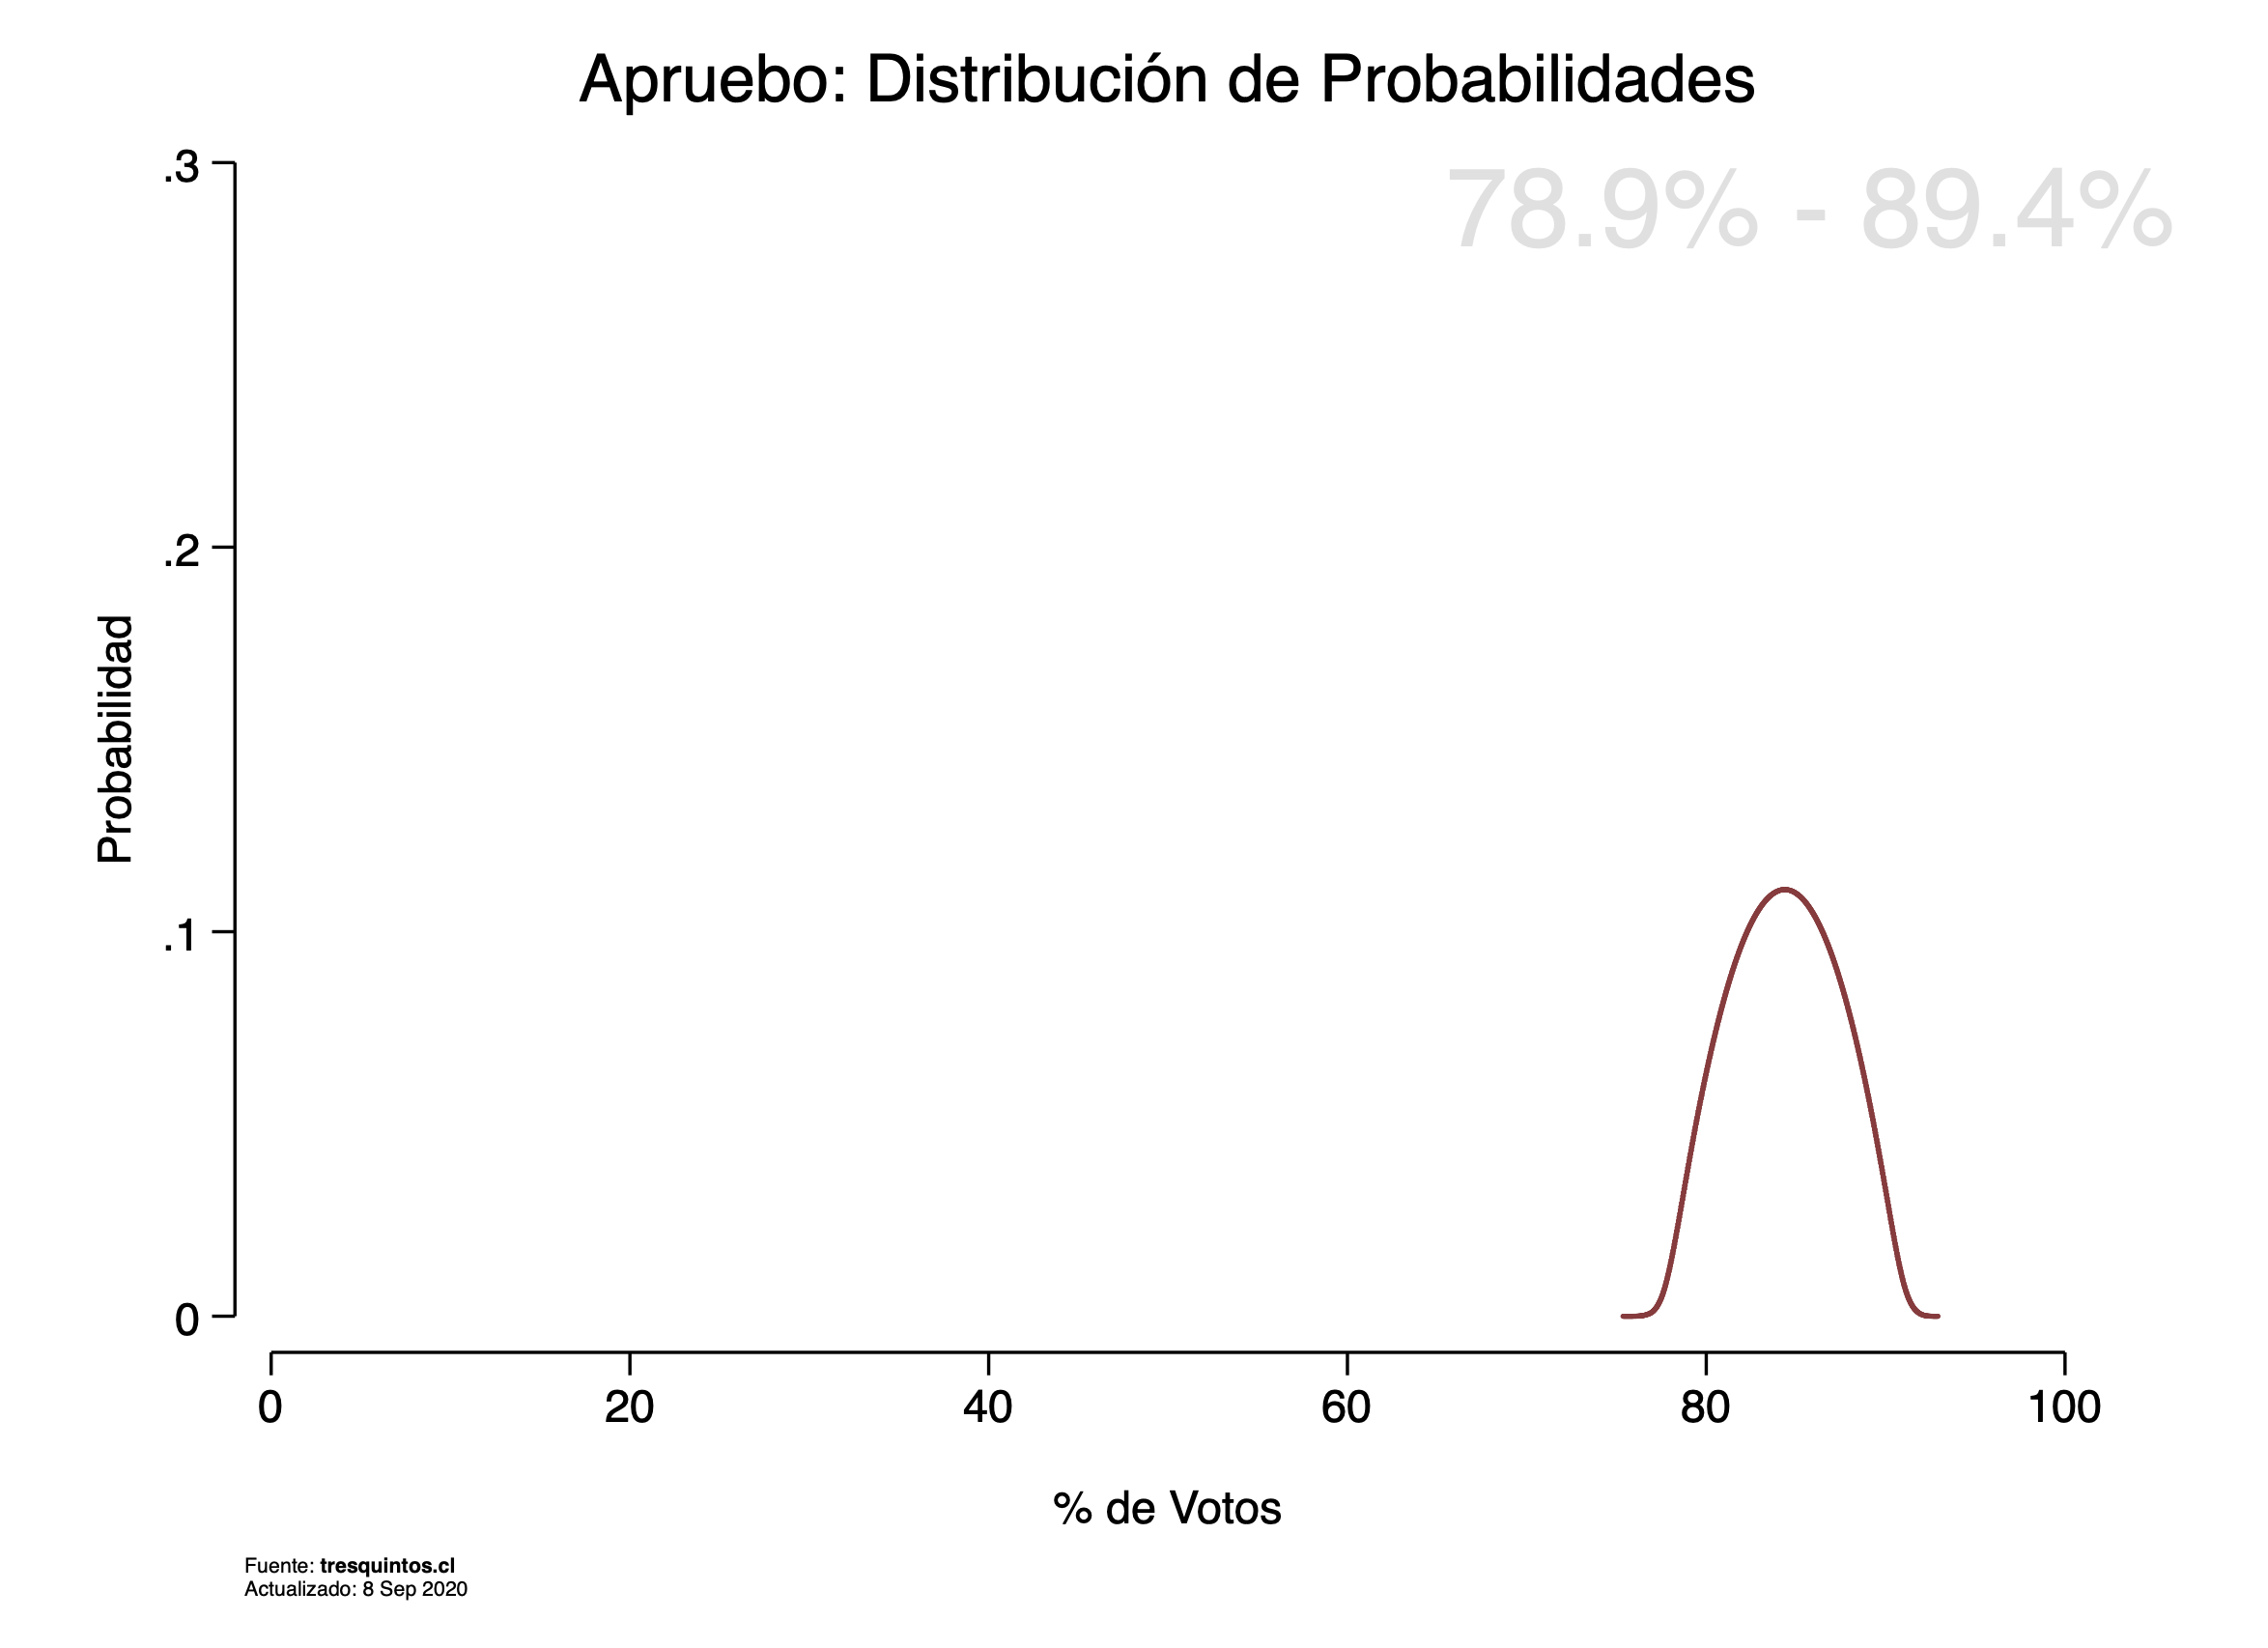 Apruebo: Distribución de Probabilidades
78.9% - 89.4%
.3
.2
.1
0
Probabilidad
0 20 40 60 80 100
% de Votos
Fuente: tresquintos.cl
Actualizado: 8 Sep 2020